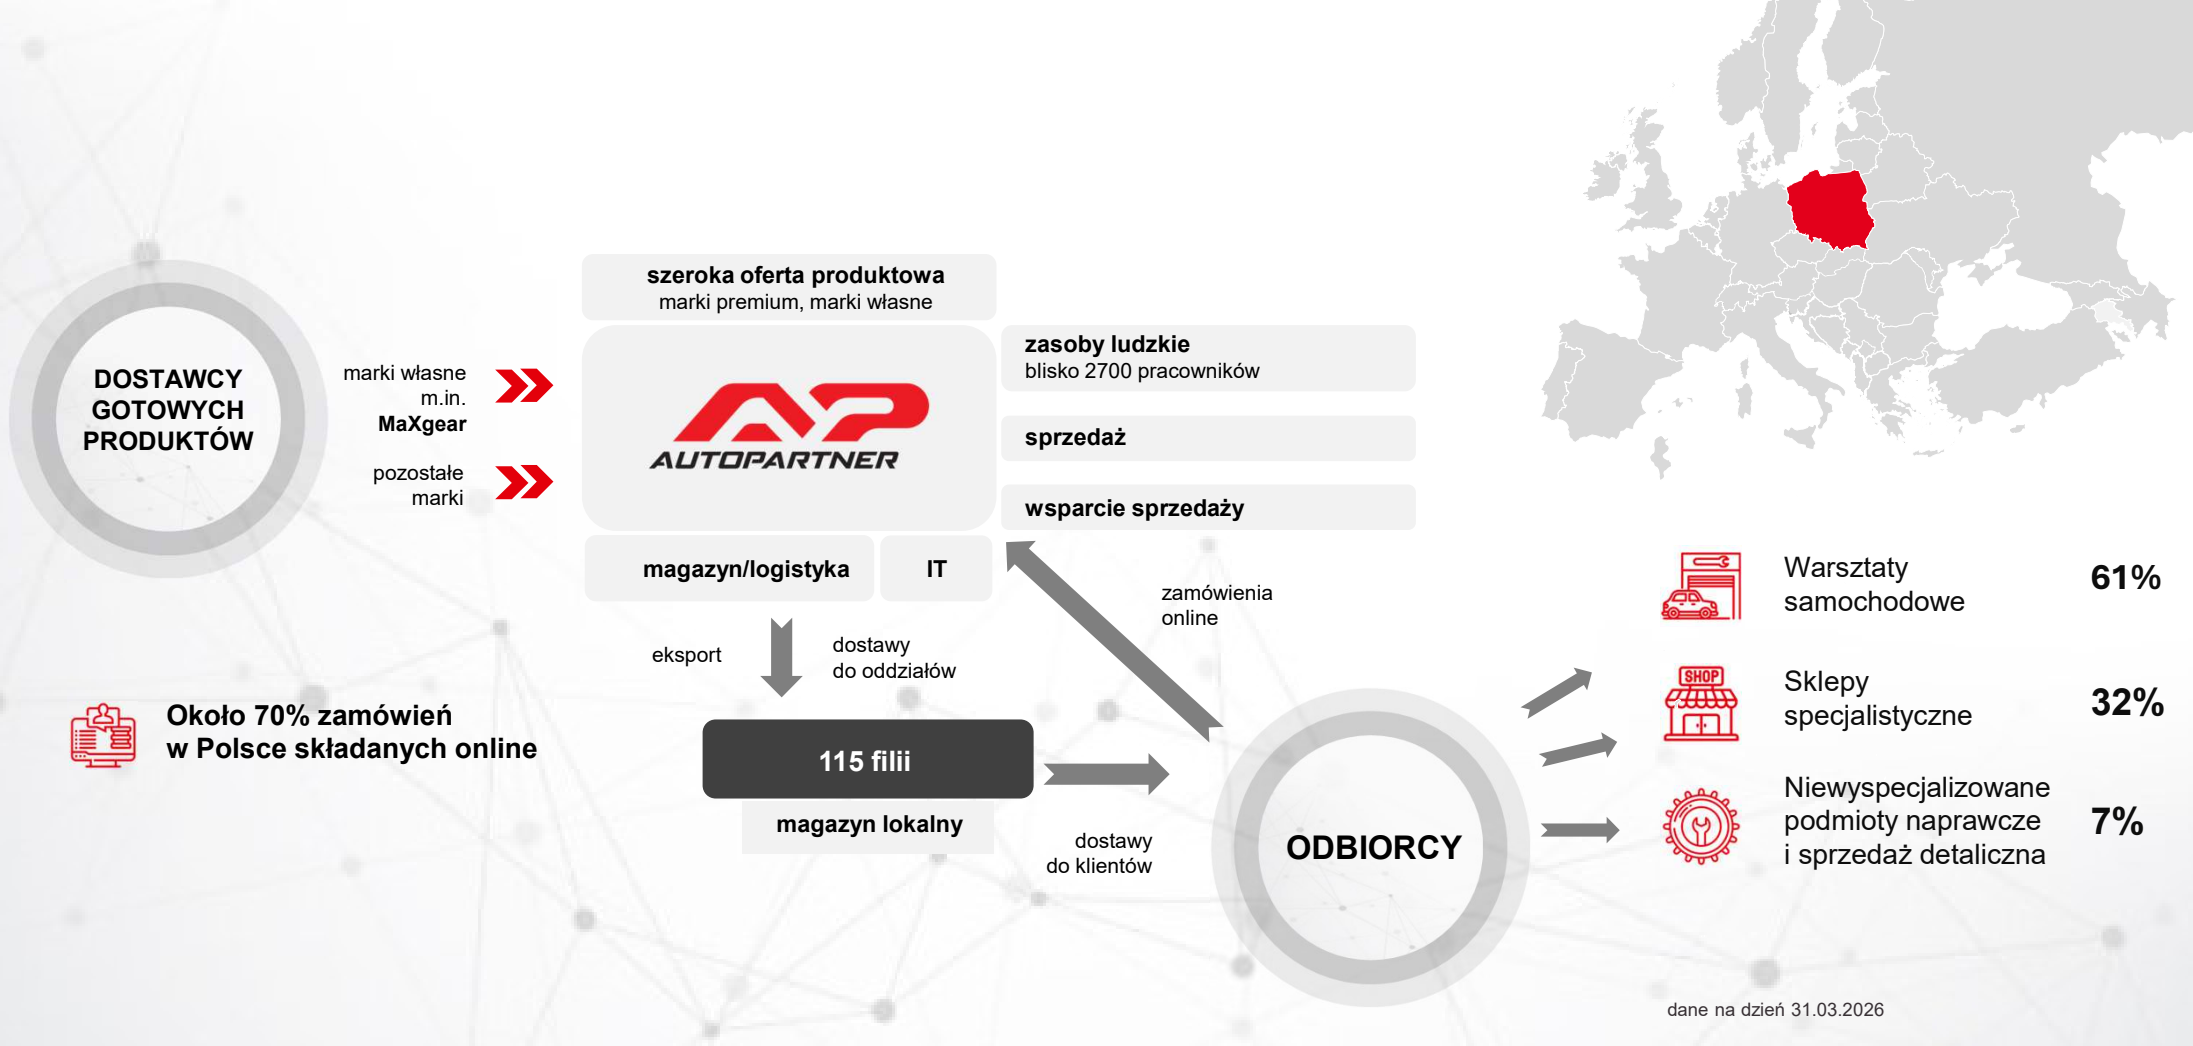 DOSTAWCY
GOTOWYCH
PRODUKTÓW
marki własne
m.in.
MaXgear
pozostałe
marki
szeroka oferta produktowa
marki premium, marki własne
AUTOPARTNER
zasoby ludzkie
blisko 2700 pracowników
sprzedaż
wsparcie sprzedaży
magazyn/logistyka
IT
eksport
dostawy
do oddziałów
zamówienia
online
Około 70% zamówień
w Polsce składanych online
115 filii
magazyn lokalny
dostawy
do klientów
ODBIORCY
Warsztaty
samochodowe
61%
SHOP
Sklepy
specjalistyczne
32%
Niewyspecjalizowane
podmioty naprawcze
i sprzedaż detaliczna
7%
dane na dzień 31.03.2026